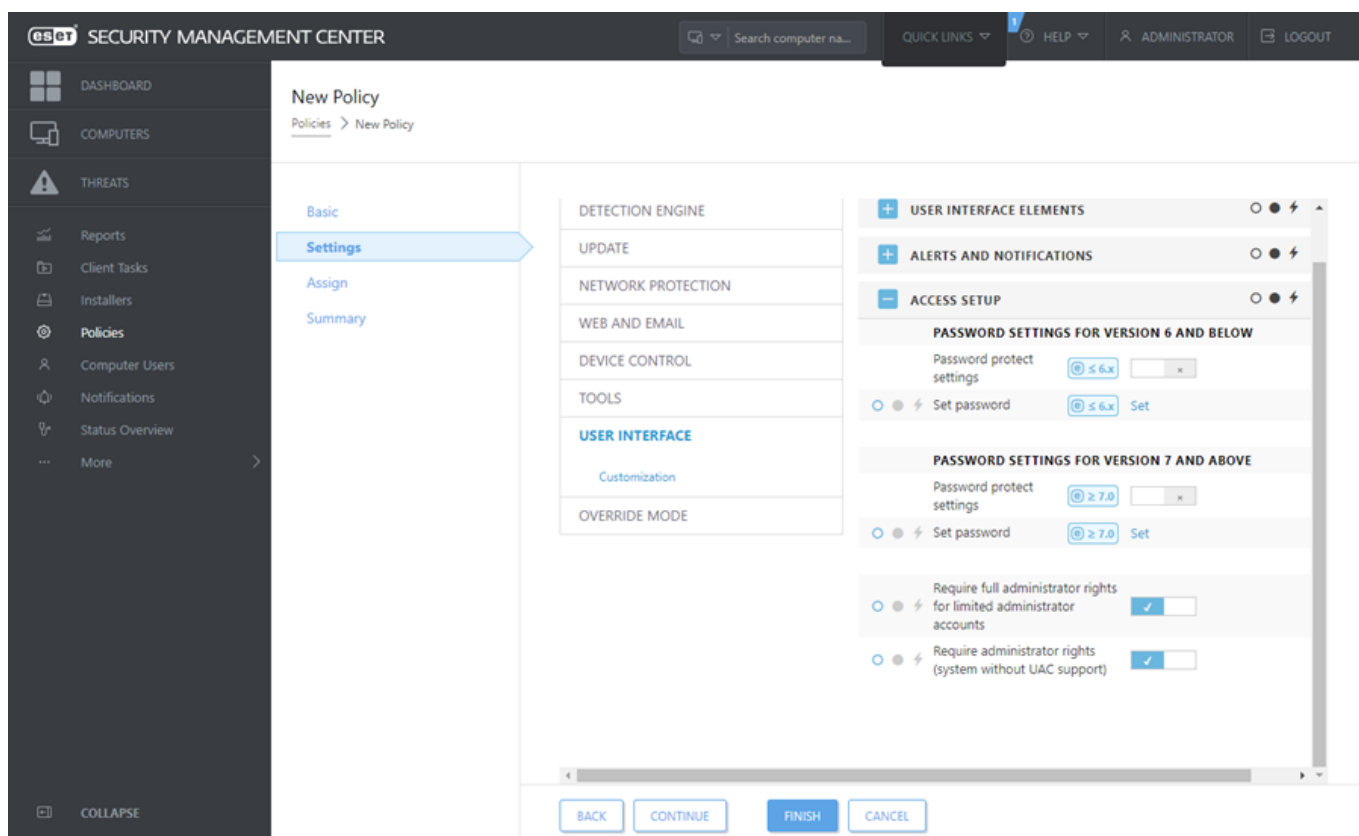 eset SECURITY MANAGEMENT CENTER
Search computer na...
QUICK LINKS
1
HELP
ADMINISTRATOR
LOGOUT
DASHBOARD
COMPUTERS
THREATS
Reports
Client Tasks
Installers
Policies
Computer Users
Notifications
Status Overview
More
COLLAPSE
New Policy
Policies > New Policy
Basic
Settings
Assign
Summary
DETECTION ENGINE
UPDATE
NETWORK PROTECTION
WEB AND EMAIL
DEVICE CONTROL
TOOLS
USER INTERFACE
Customization
OVERRIDE MODE
USER INTERFACE ELEMENTS
ALERTS AND NOTIFICATIONS
ACCESS SETUP
PASSWORD SETTINGS FOR VERSION 6 AND BELOW
Password protect
settings
ⓔ ≤ 6.x
Set password ⓔ ≤ 6.x Set
PASSWORD SETTINGS FOR VERSION 7 AND ABOVE
Password protect
settings
ⓔ ≥ 7.0
Set password ⓔ ≥ 7.0 Set
Require full administrator rights
for limited administrator
accounts
Require administrator rights
(system without UAC support)
BACK
CONTINUE
FINISH
CANCEL